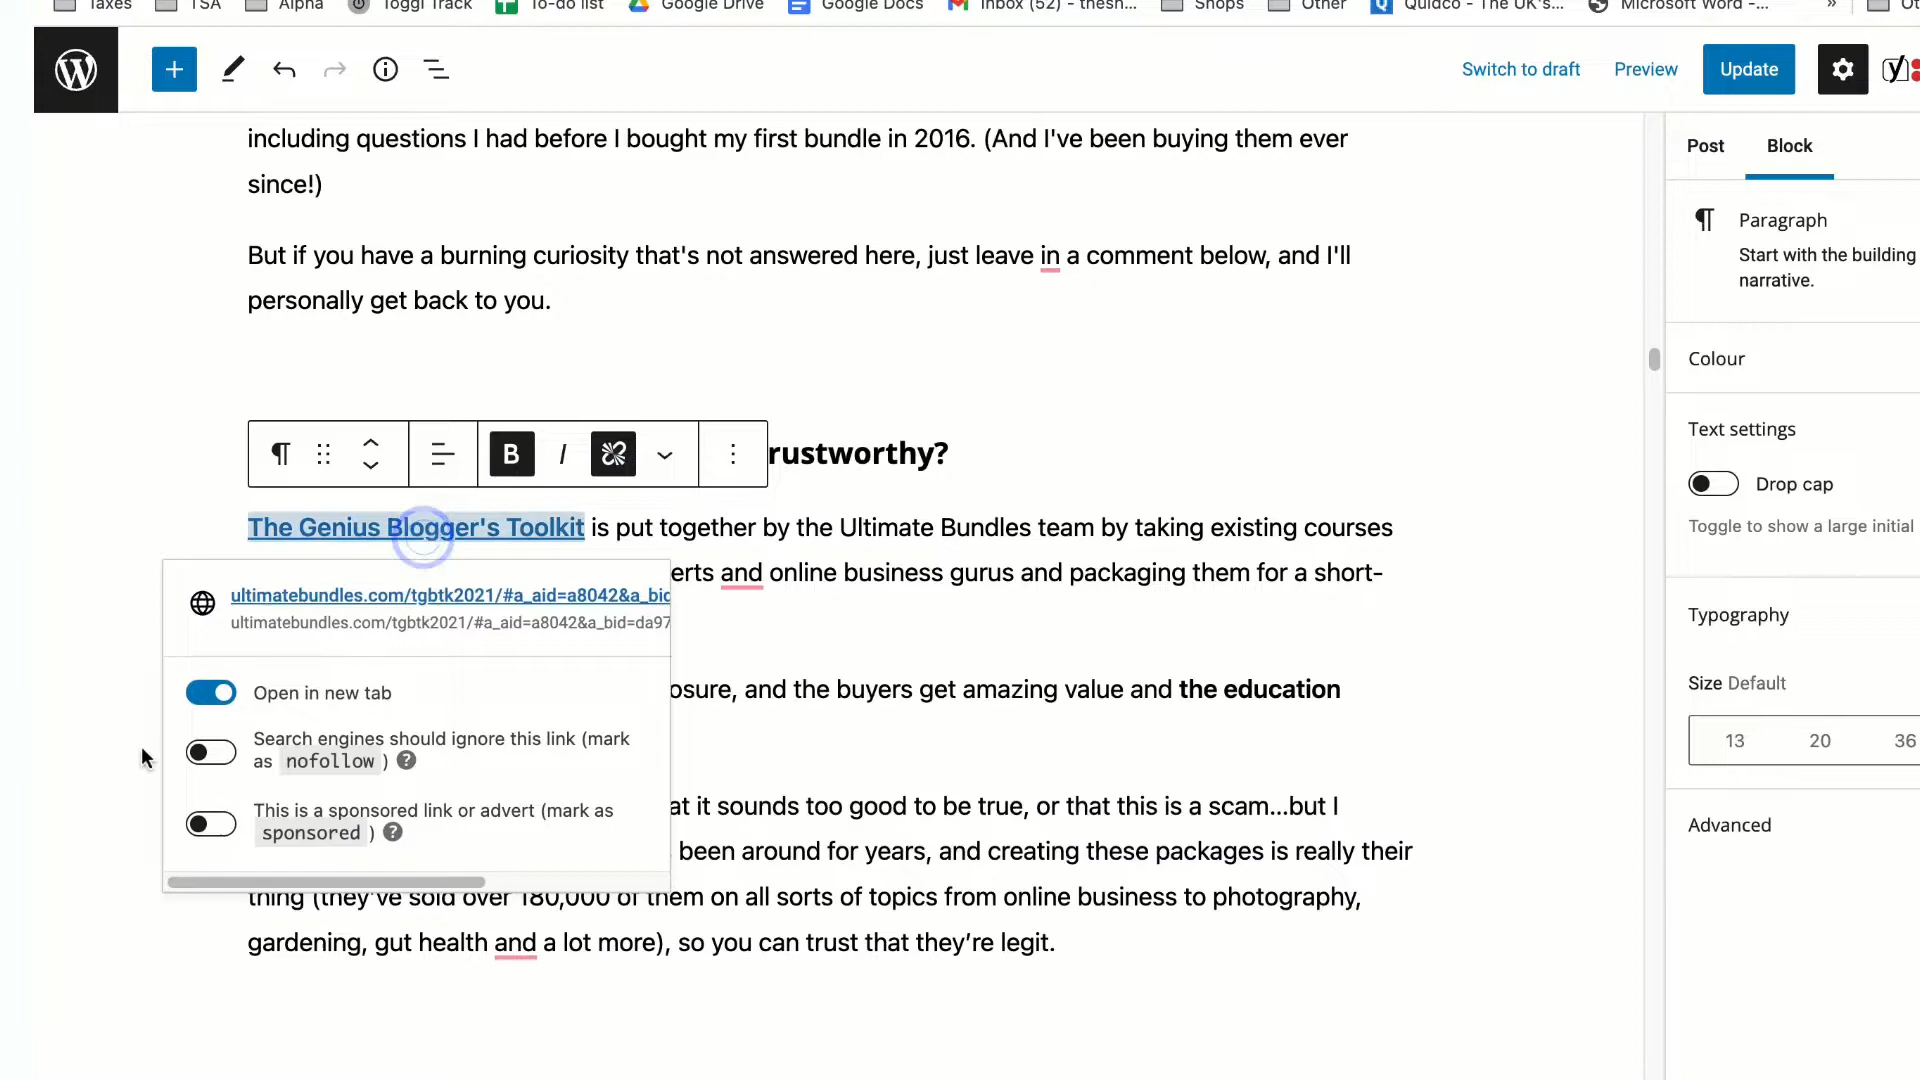 Taxes TSA Alpha Toggl Track To-do list Google Drive Google Docs Inbox (52) - thesh... Shops Other Quidco - The UK's... Microsoft Word -... » Ot
Switch to draft Preview Update
including questions I had before I bought my first bundle in 2016. (And I've been buying them ever
since!)
But if you have a burning curiosity that's not answered here, just leave in a comment below, and I'll
personally get back to you.
B I rustworthy?
The Genius Blogger's Toolkit is put together by the Ultimate Bundles team by taking existing courses
erts and online business gurus and packaging them for a short-
ultimatebundles.com/tgbtk2021/#a_aid=a8042&a_bid
ultimatebundles.com/tgbtk2021/#a_aid=a8042&a_bid=da97
Open in new tab
osure, and the buyers get amazing value and the education
Search engines should ignore this link (mark
as nofollow ) ?
This is a sponsored link or advert (mark as
sponsored ) ?
at it sounds too good to be true, or that this is a scam...but I
been around for years, and creating these packages is really their
thing (they've sold over 180,000 of them on all sorts of topics from online business to photography,
gardening, gut health and a lot more), so you can trust that they're legit.
Post Block
Paragraph
Start with the building
narrative.
Colour
Text settings
Drop cap
Toggle to show a large initial
Typography
Size Default
13 20 36
Advanced